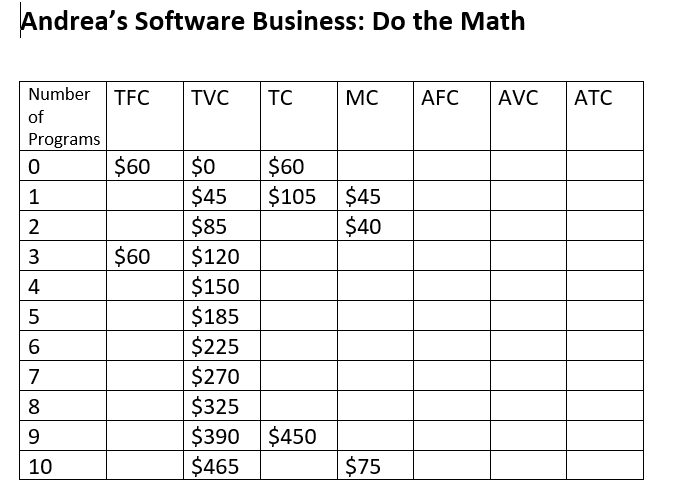 Andrea's Software Business: Do the Math
Number of Programs TFC TVC TC MC AFC AVC ATC
0 $60 $0 $60
1 $45 $105 $45
2 $85 $40
3 $60 $120
4 $150
5 $185
6 $225
7 $270
8 $325
9 $390 $450
10 $465 $75